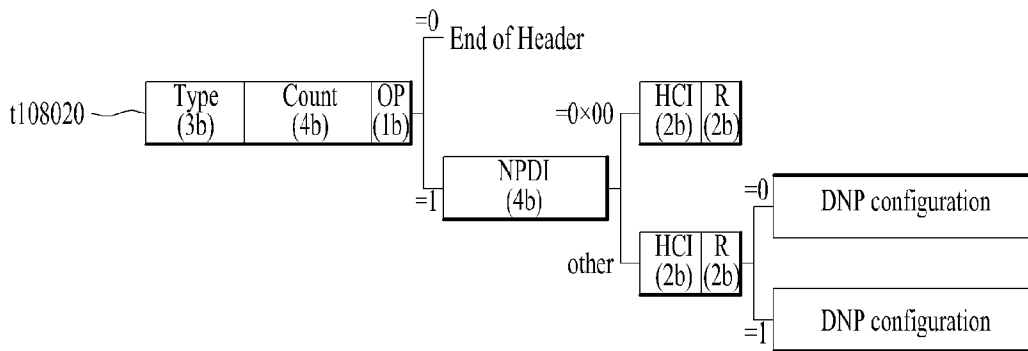 =0
End of Header
t108020
Type
(3b)
Count
(4b)
OP
(1b)
=1
NPDI
(4b)
=0×00
HCI
(2b)
R
(2b)
other
HCI
(2b)
R
(2b)
=0
DNP configuration
=1
DNP configuration